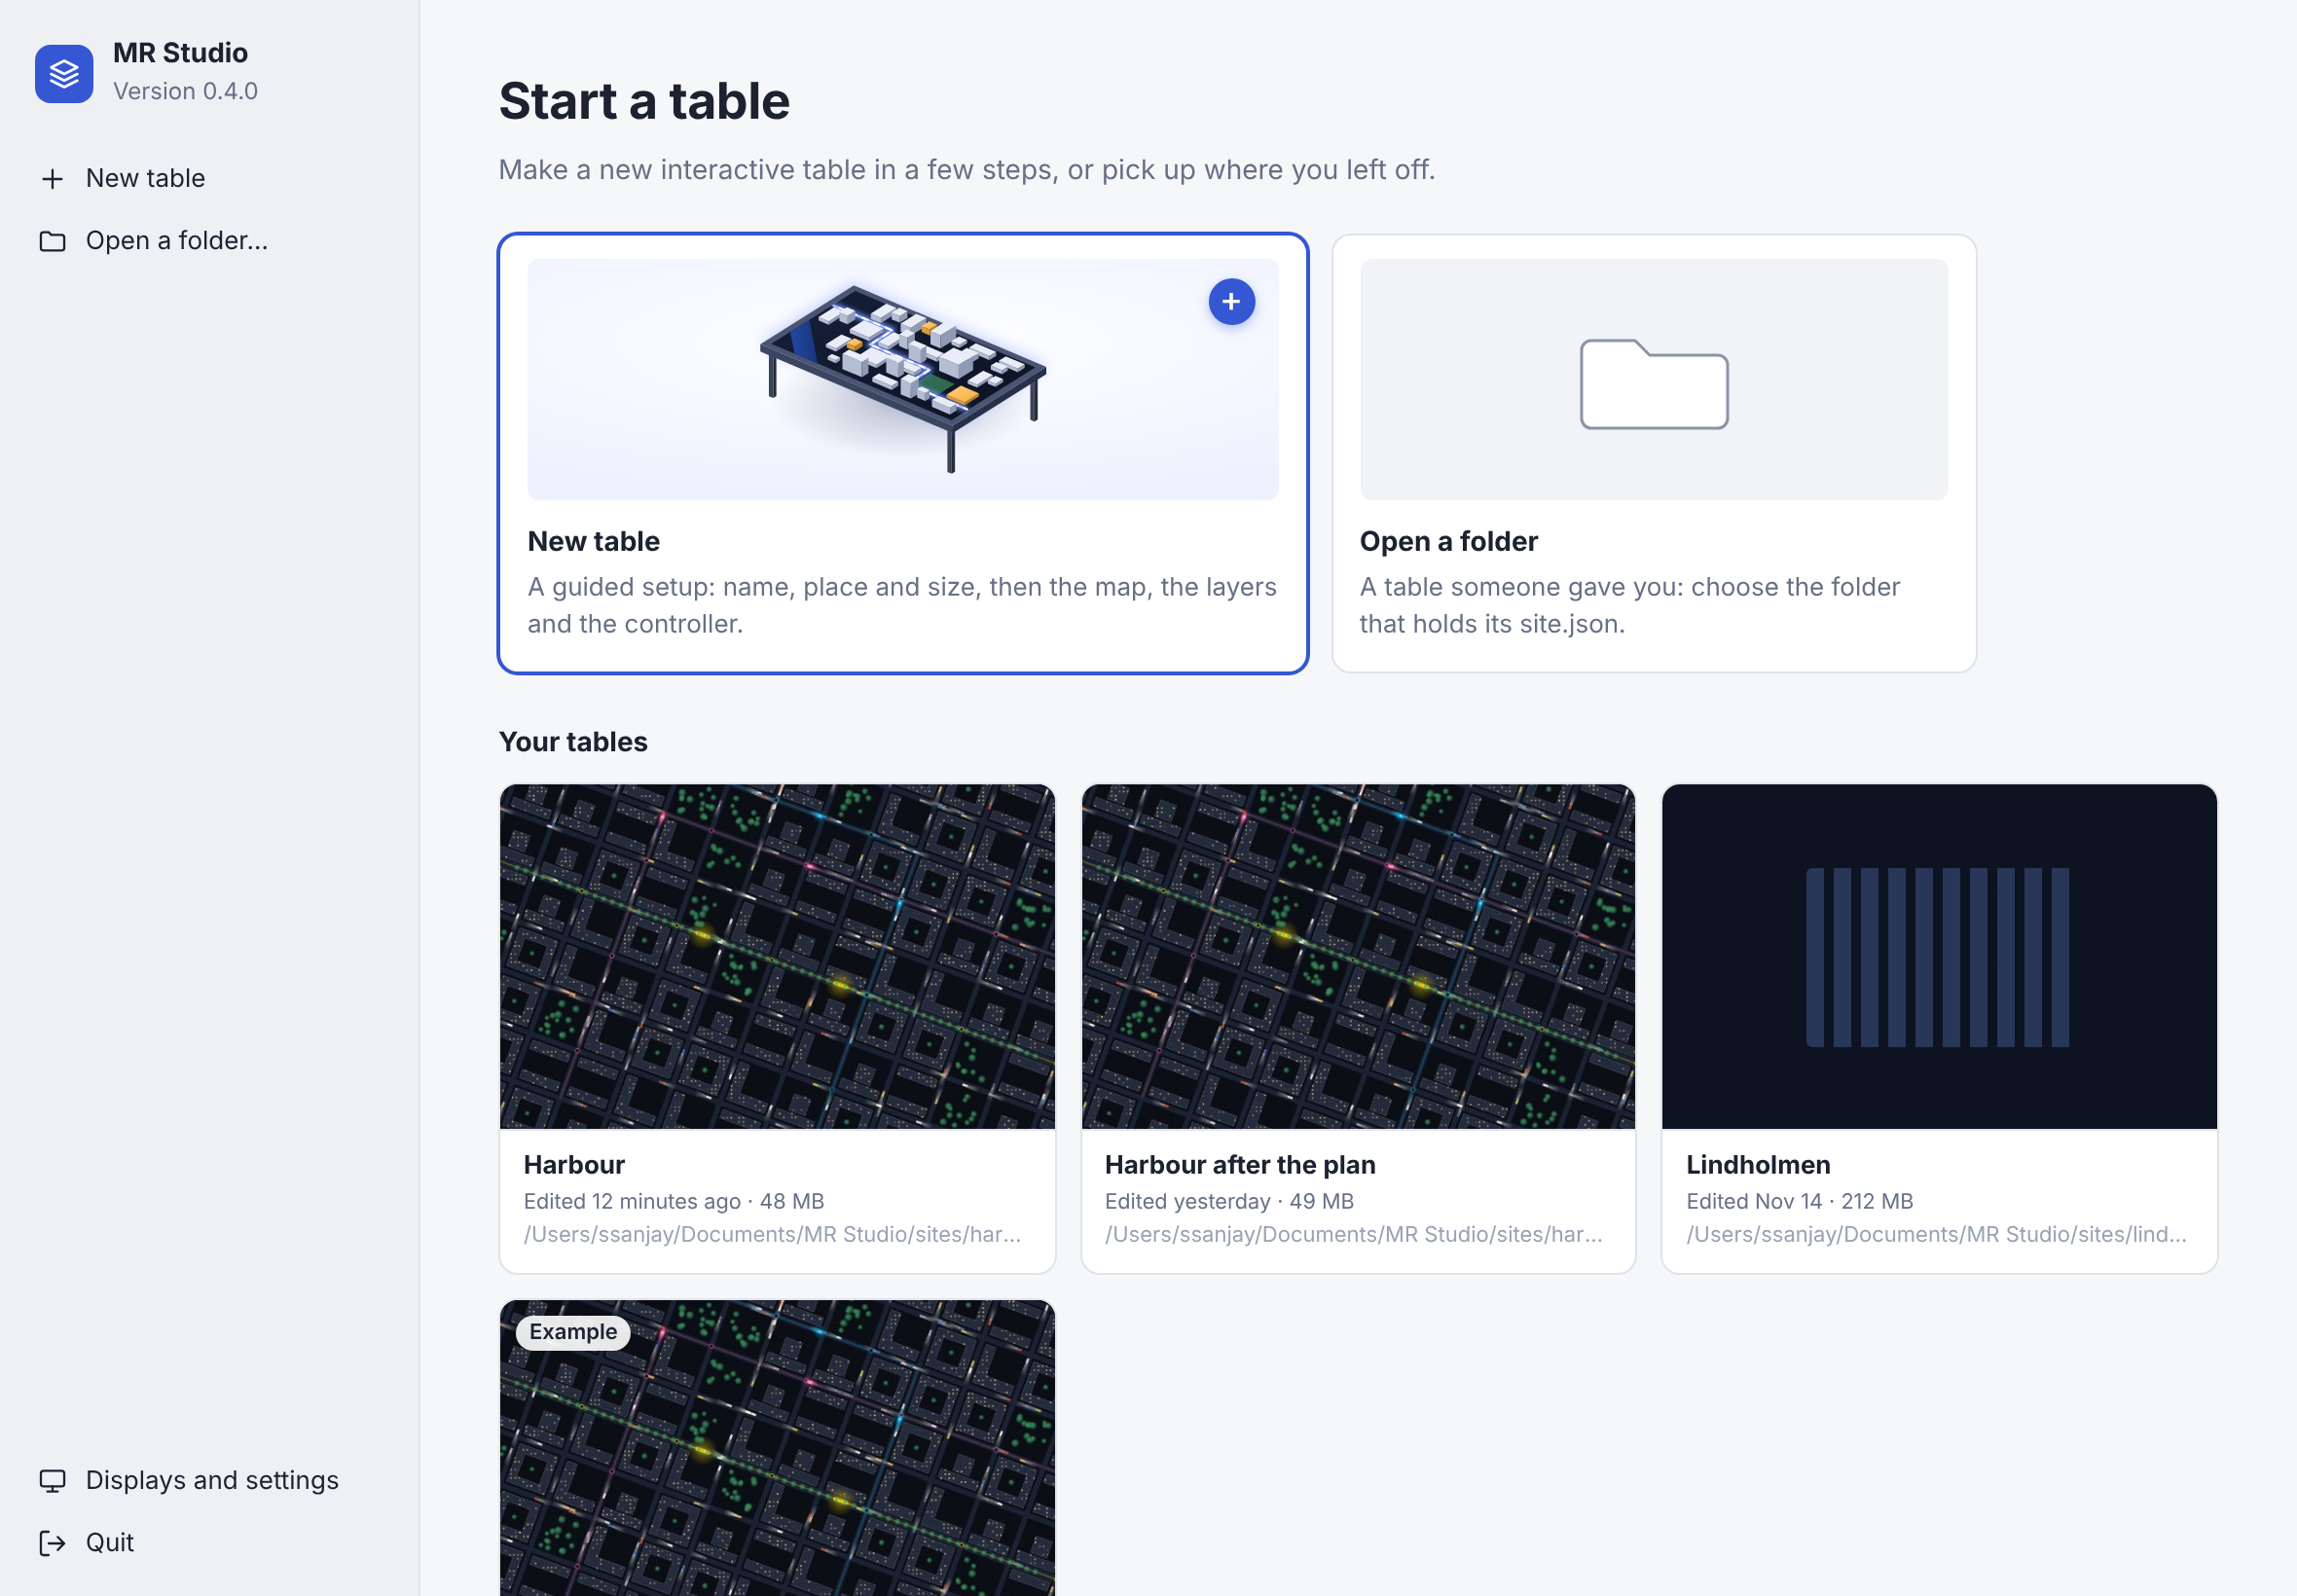 MR Studio
Version 0.4.0
New table
Open a folder...
Start a table
Make a new interactive table in a few steps, or pick up where you left off.
New table
A guided setup: name, place and size, then the map, the layers
and the controller.
Open a folder
A table someone gave you: choose the folder
that holds its site.json.
Your tables
Harbour
Edited 12 minutes ago · 48 MB
/Users/ssanjay/Documents/MR Studio/sites/har...
Harbour after the plan
Edited yesterday · 49 MB
/Users/ssanjay/Documents/MR Studio/sites/har...
Lindholmen
Edited Nov 14 · 212 MB
/Users/ssanjay/Documents/MR Studio/sites/lind...
Example
Displays and settings
Quit